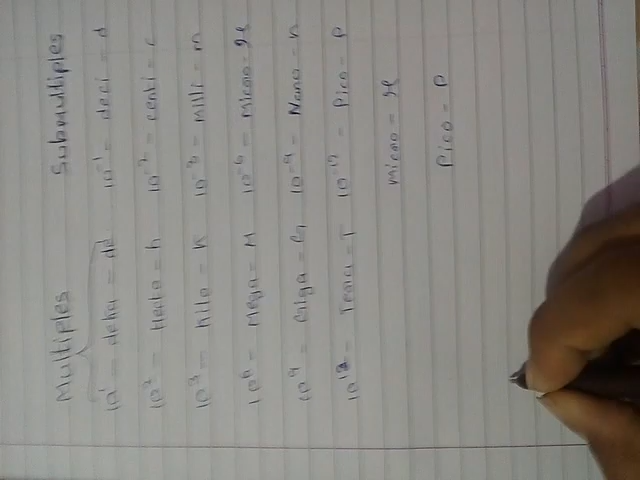 Multiples Submultiples
10¹ - deka = da 10⁻¹ = deci - d
10² - Hecto = h 10⁻² = centi = c
10³ - Kilo = K 10⁻³ - Milli = m
10⁶ - Mega = M 10⁻⁶ - Micro = μ
10⁹ - Giga = G 10⁻⁹ - Nano = n
10¹² - Terra = T 10⁻¹² - Pico - P
Micro = μ
Pico - P